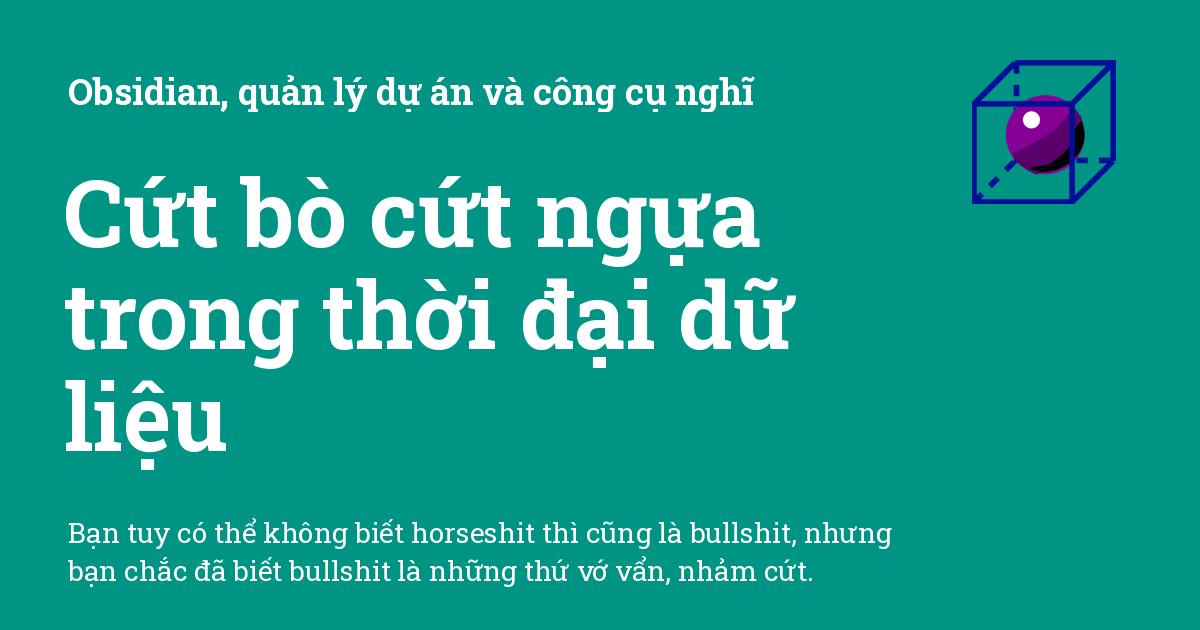 Obsidian, quản lý dự án và công cụ nghĩ
Cứt bò cứt ngựa
trong thời đại dữ
liệu
Bạn tuy có thể không biết horseshit thì cũng là bullshit, nhưng
bạn chắc đã biết bullshit là những thứ vớ vẩn, nhảm cứt.